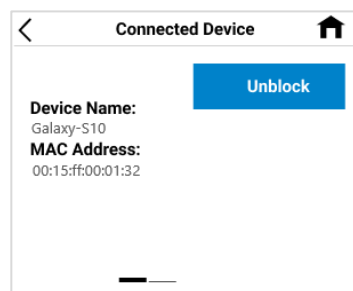 Connected Device
Unblock
Device Name:
Galaxy-S10
MAC Address:
00:15:ff:00:01:32